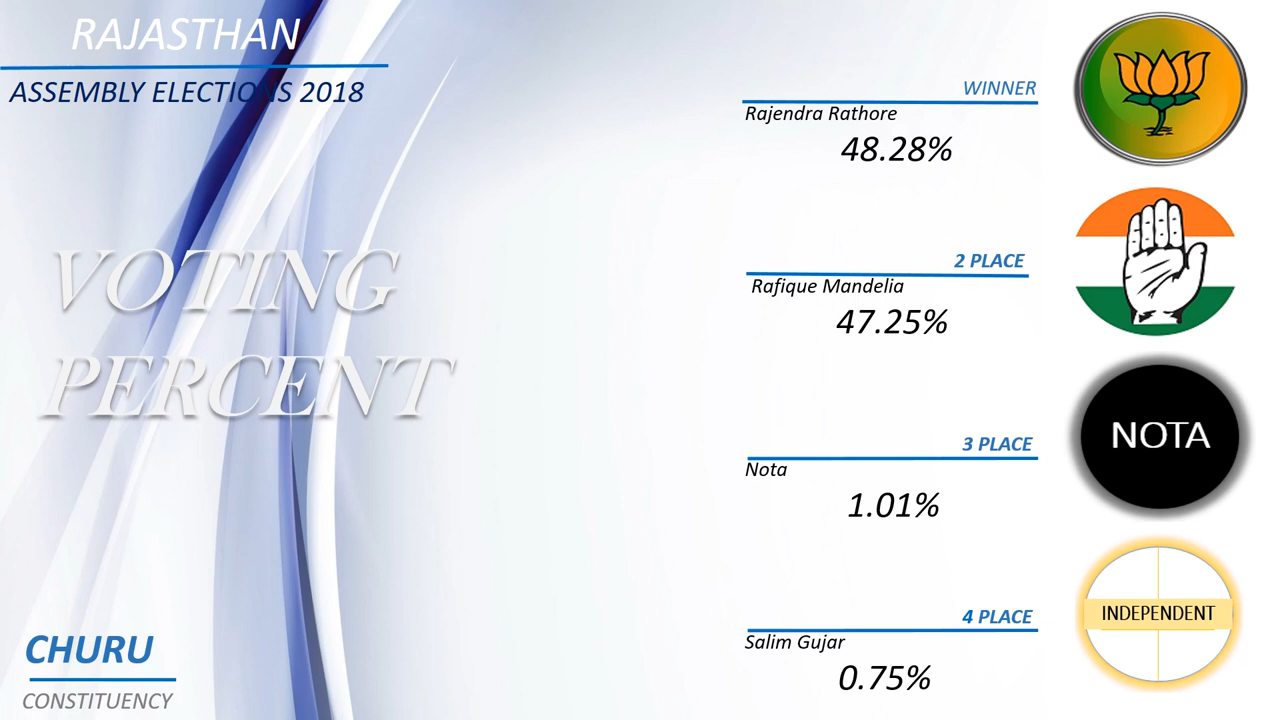 RAJASTHAN
ASSEMBLY ELECTIONS 2018
VOTING
PERCENT
CHURU
CONSTITUENCY
WINNER
Rajendra Rathore
48.28%
2 PLACE
Rafique Mandelia
47.25%
3 PLACE
Nota
1.01%
NOTA
4 PLACE
Salim Gujar
0.75%
INDEPENDENT